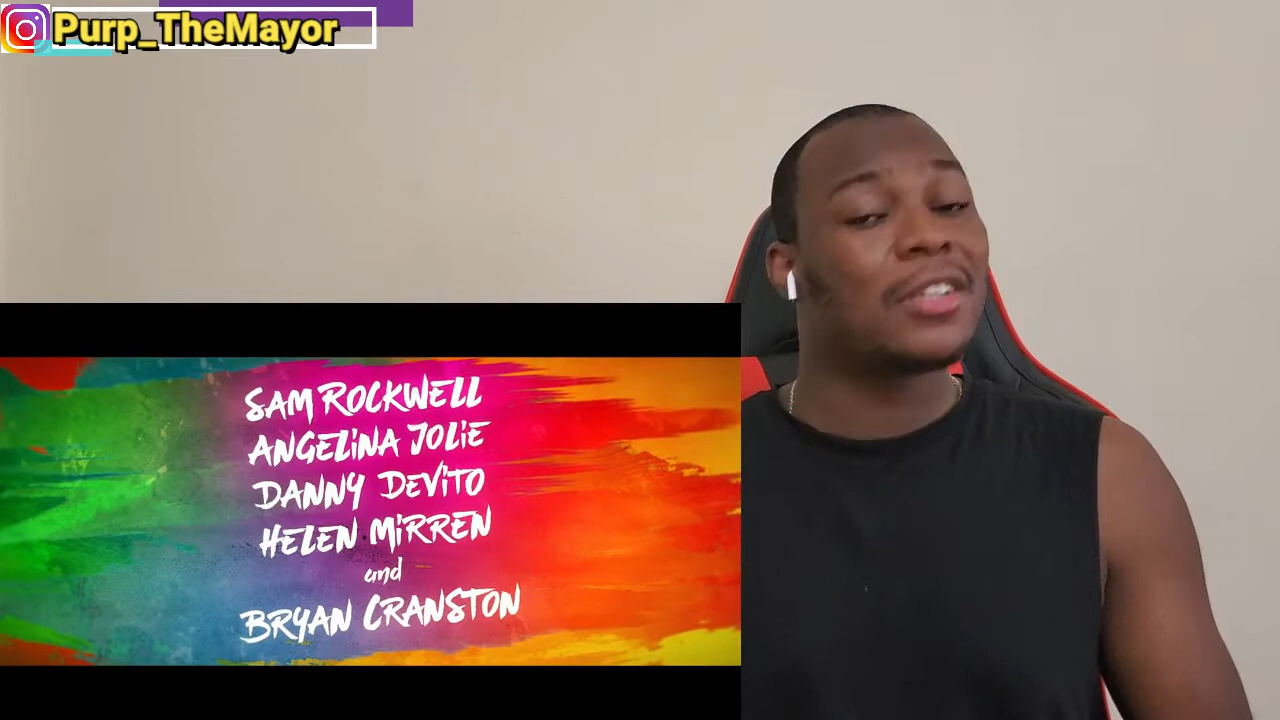 Purp_TheMayor
SAM ROCKWELL
ANGELINA JOLIE
DANNY DEVITO
HELEN MIRREN
and
BRYAN CRANSTON